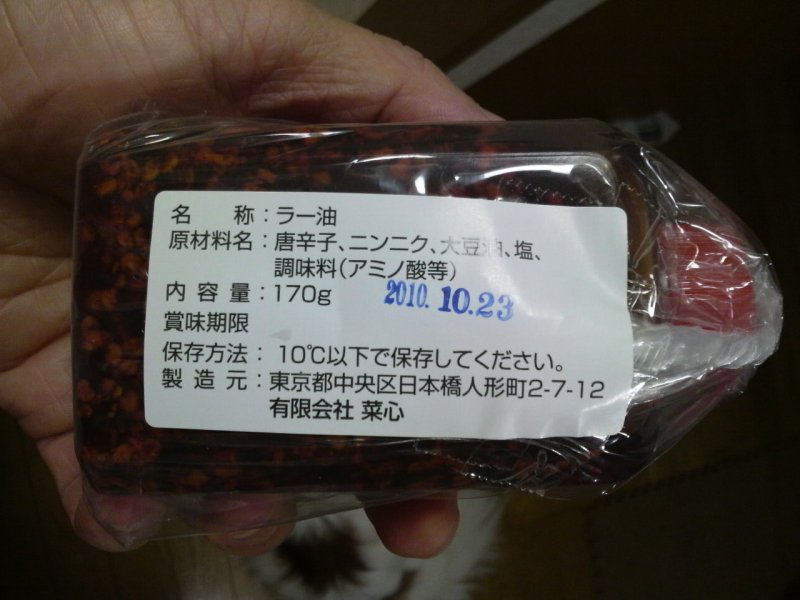 名　　称：ラー油
原材料名：唐辛子、ニンニク、大豆油、塩、
調味料(アミノ酸等)
内 容 量：170g
2010.10.23
賞味期限
保存方法： 10℃以下で保存してください。
製 造 元：東京都中央区日本橋人形町2-7-12
有限会社 菜心